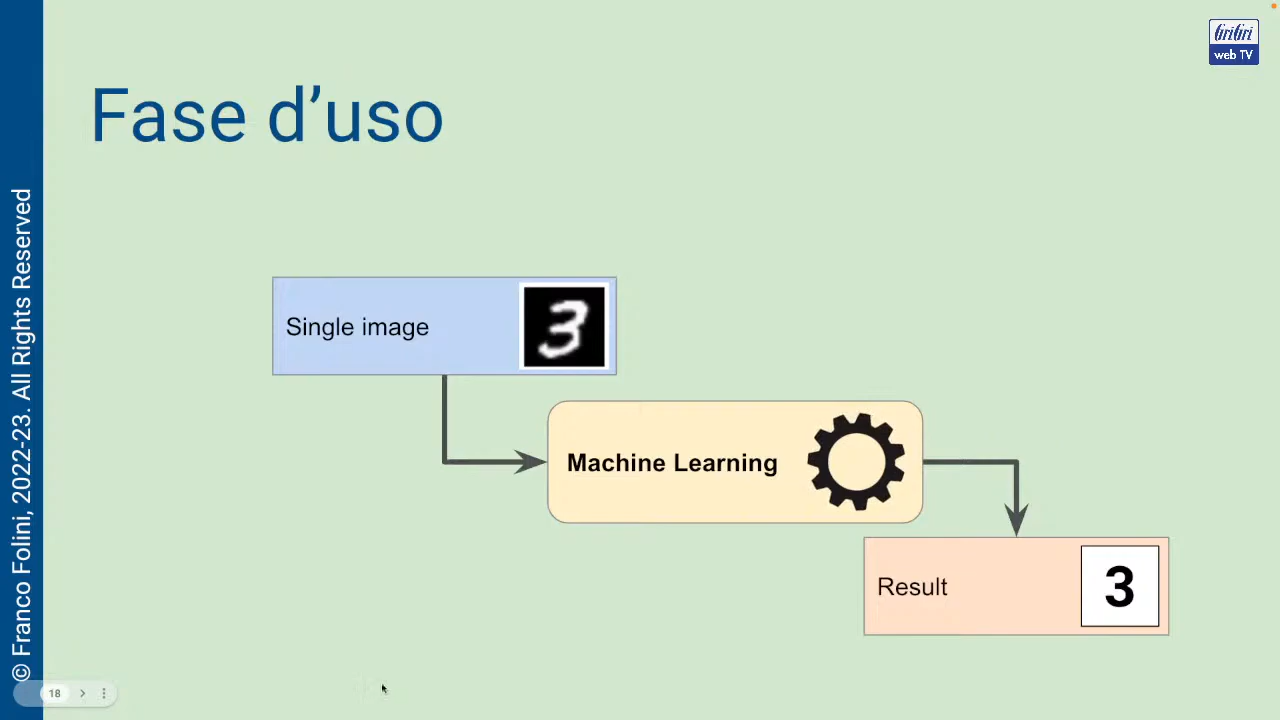 GriGri
web TV
Fase d’uso
Single image
3
Machine Learning
Result
3
© Franco Folini, 2022-23. All Rights Reserved
18